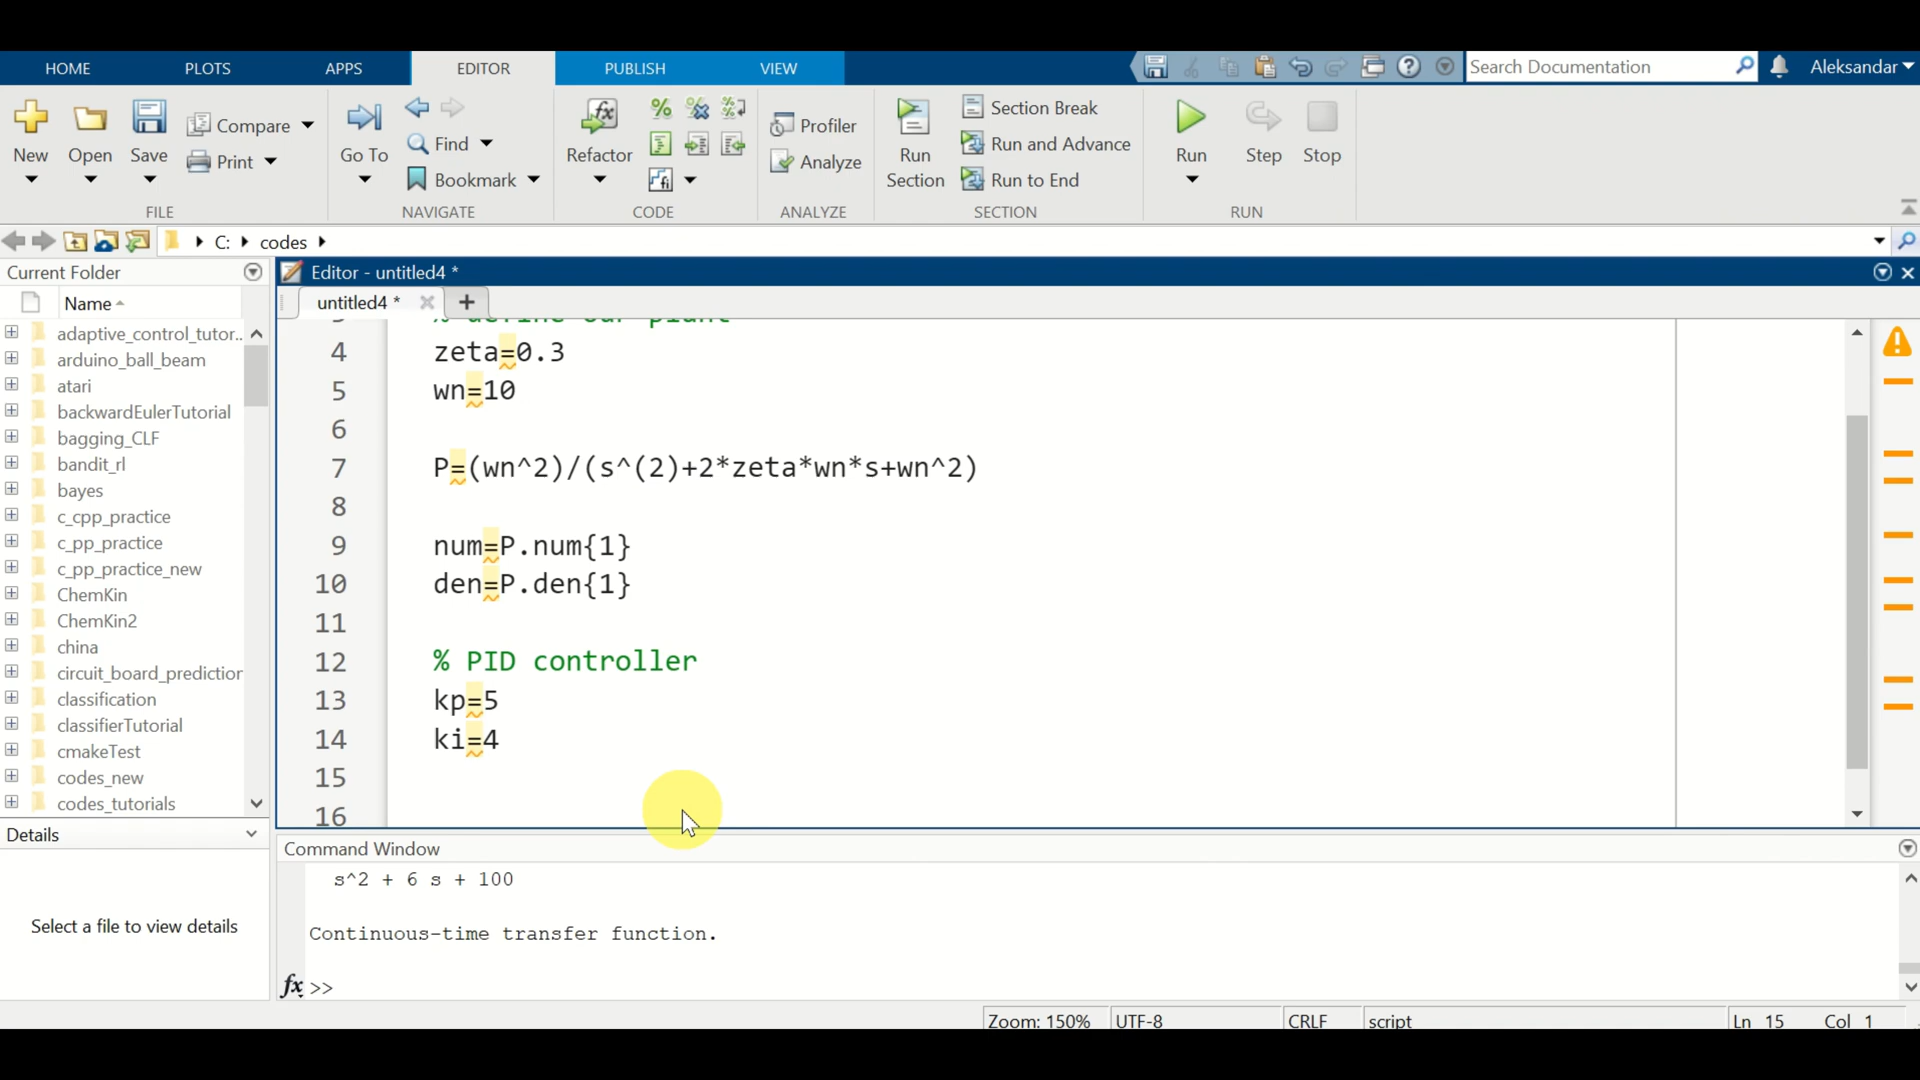 HOME PLOTS APPS EDITOR PUBLISH VIEW Search Documentation Aleksandar
New Open Save Compare Print
FILE
Go To Find Bookmark
NAVIGATE
Refactor
CODE
Profiler
Analyze
ANALYZE
Run Section
Section Break
Run and Advance
Run to End
SECTION
Run Step Stop
RUN
C: codes
Current Folder
Name
adaptive_control_tutor..
arduino_ball_beam
atari
backwardEulerTutorial
bagging_CLF
bandit_rl
bayes
c_cpp_practice
c_pp_practice
c_pp_practice_new
ChemKin
ChemKin2
china
circuit_board_prediction
classification
classifierTutorial
cmakeTest
codes_new
codes_tutorials
Details
Select a file to view details
Editor - untitled4 *
untitled4 *
3 % define our plant
4 zeta=0.3
5 wn=10
6
7 P=(wn^2)/(s^(2)+2*zeta*wn*s+wn^2)
8
9 num=P.num{1}
10 den=P.den{1}
11
12 % PID controller
13 kp=5
14 ki=4
15
16
Command Window
s^2 + 6 s + 100
Continuous-time transfer function.
fx >>
Zoom: 150% UTF-8 CRLF script Ln 15 Col 1